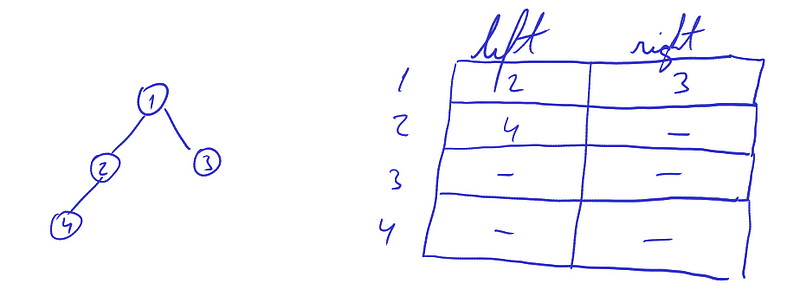 left right
1
1 2 3
2 3
2 4 —
4
3 — —
4 — —